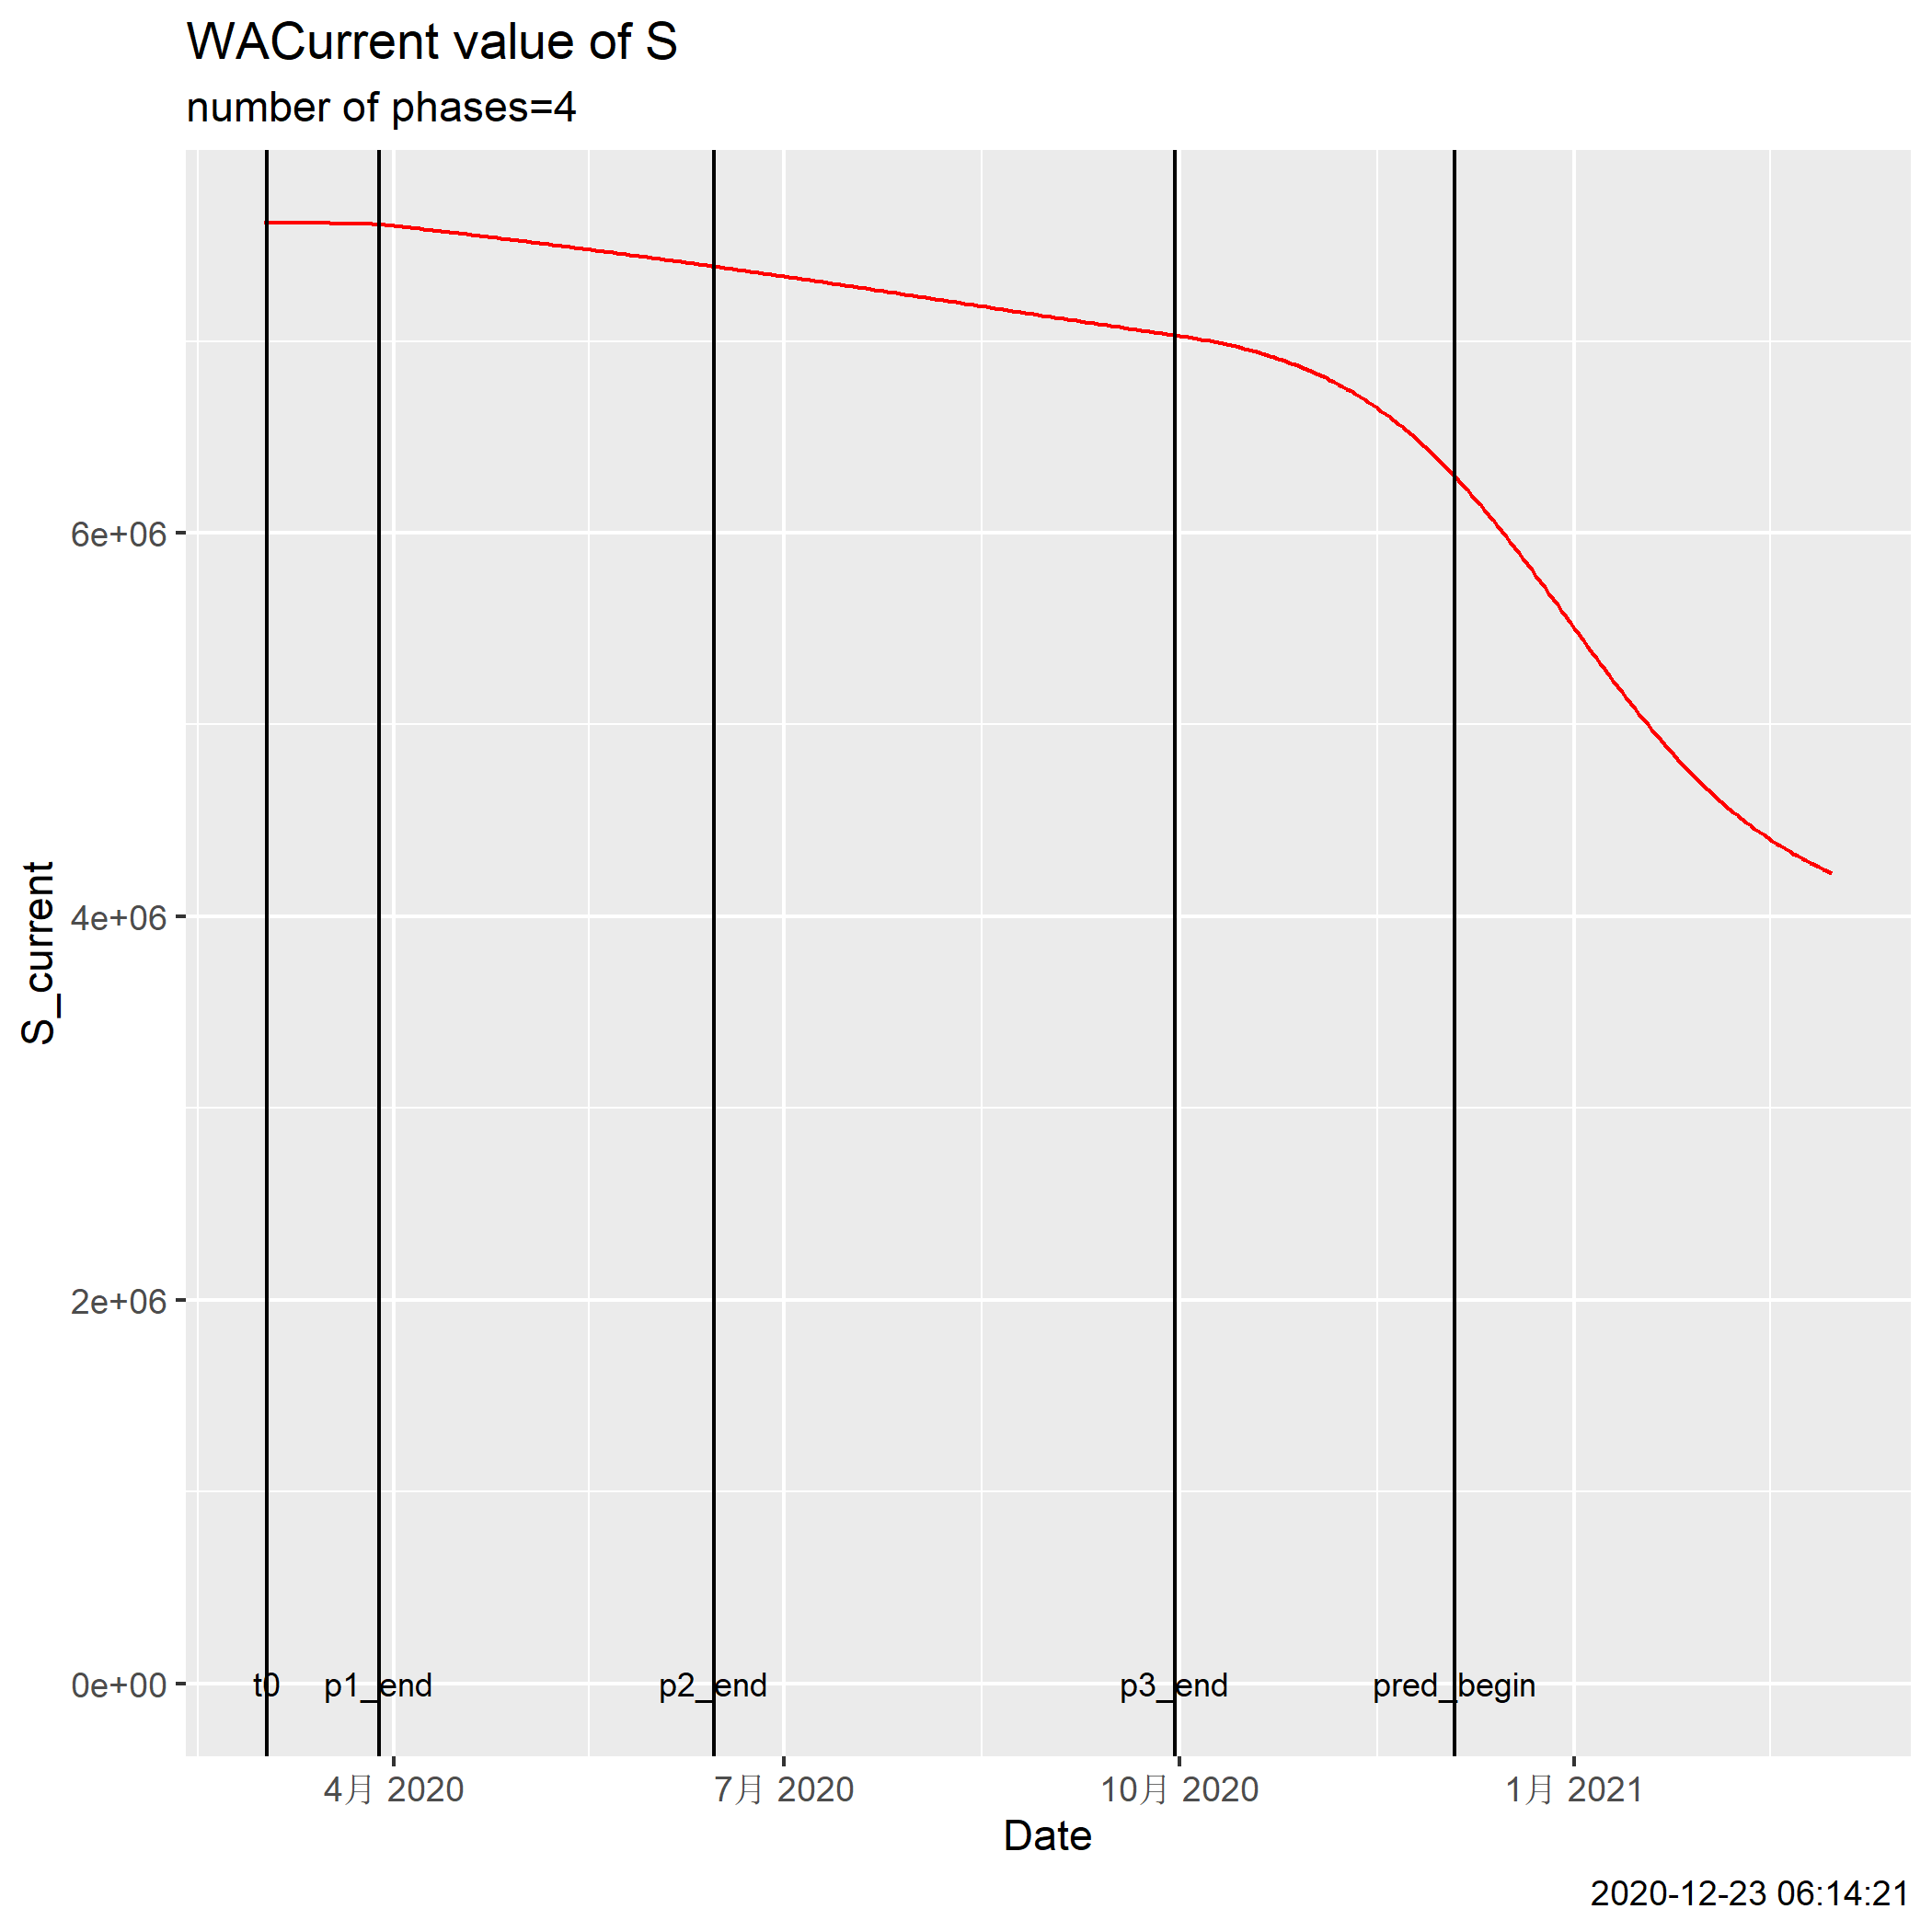 WACurrent value of S
number of phases=4
S_current
6e+06
4e+06
2e+06
0e+00
t0 p1_end p2_end p3_end pred_begin
4月 2020 7月 2020 10月 2020 1月 2021
Date
2020-12-23 06:14:21